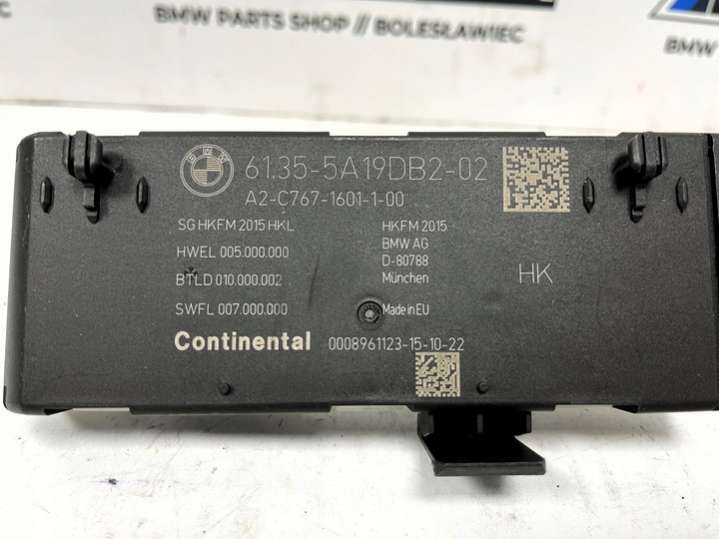 BMW PARTS SHOP // BOLESŁAWIEC
BMW
BMW
61.35-5A19DB2-02
A2-C767-1601-1-00
SG HKFM 2015 HKL
HWEL 005.000.000
BTLD 010.000.002
SWFL 007.000.000
HKFM 2015
BMW AG
D-80788
München
Made in EU
HK
Continental 0008961123-15-10-22